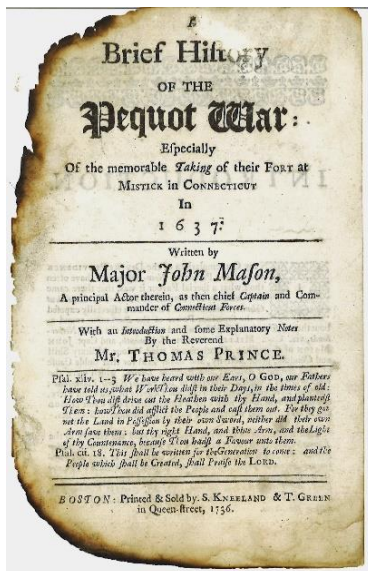 A
Brief History
OF THE
Pequot War:
Eſpecially
Of the memorable Taking of their FORT at
MISTICK in CONNECTICUT
In
1 6 3 7:
Written by
Major John Maſon,
A principal Actor therein, as then chief Captain and Com-
mander of Connecticut Forces.
With an Introduction and ſome Explanatory Notes
By the Reverend
Mr. THOMAS PRINCE.
Pſal. xliv. 1--3 We have heard with our Ears, O GOD, our Fathers
have told us, what Work Thou didſt in their Days, in the times of old:
How Thou didſt drive out the Heathen with thy Hand, and plantedſt
Them: how Thou did afflict the People and caſt them out. For they got
not the Land in Poſſeſſion by their own Sword, neither did their own
Arm ſave them: but thy right Hand, and thine Arm, and the Light
of thy Countenance, becauſe Thou hadſt a Favour unto them.
Pſal. cii. 18. This ſhall be written for the Generation to come: and the
People which ſhall be Created, ſhall Praiſe the LORD.
BOSTON: Printed & Sold by. S. KNEELAND & T. GREEN
in Queen-ſtreet, 1736.